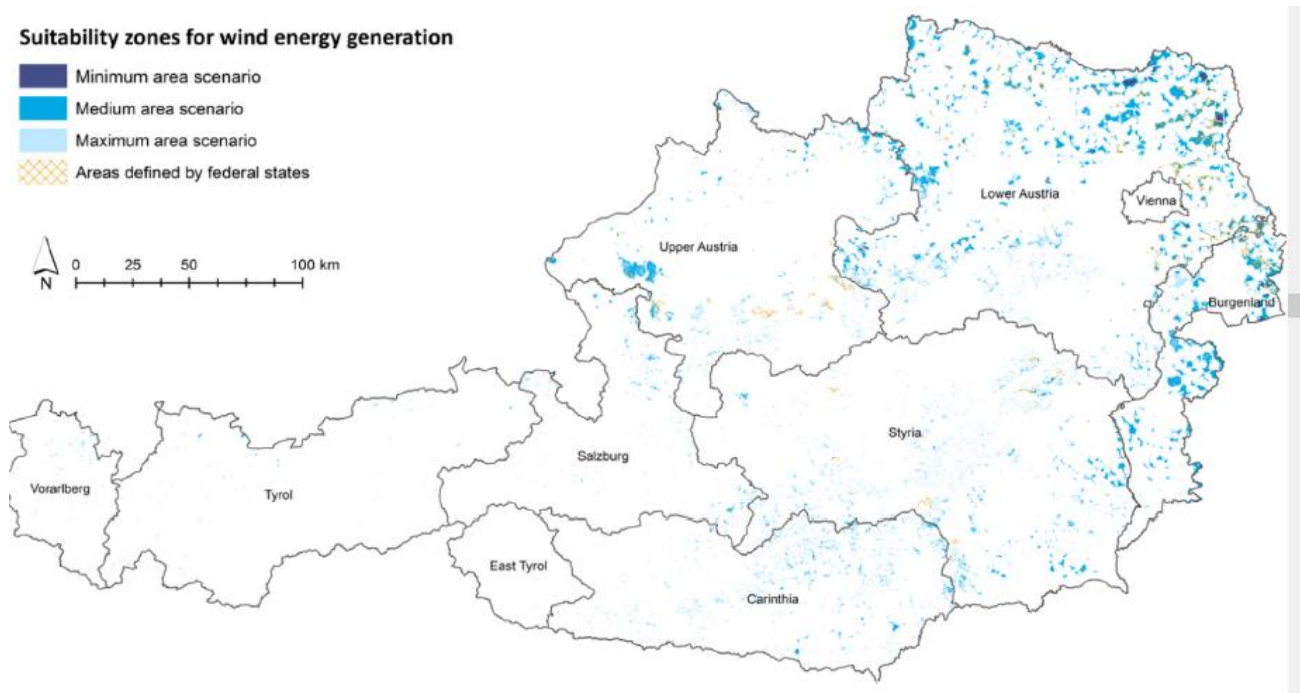 Suitability zones for wind energy generation
Minimum area scenario
Medium area scenario
Maximum area scenario
Areas defined by federal states
0 25 50 100 km
N
Lower Austria
Vienna
Upper Austria
Burgenland
Styria
Salzburg
Vorarlberg
Tyrol
East Tyrol
Carinthia